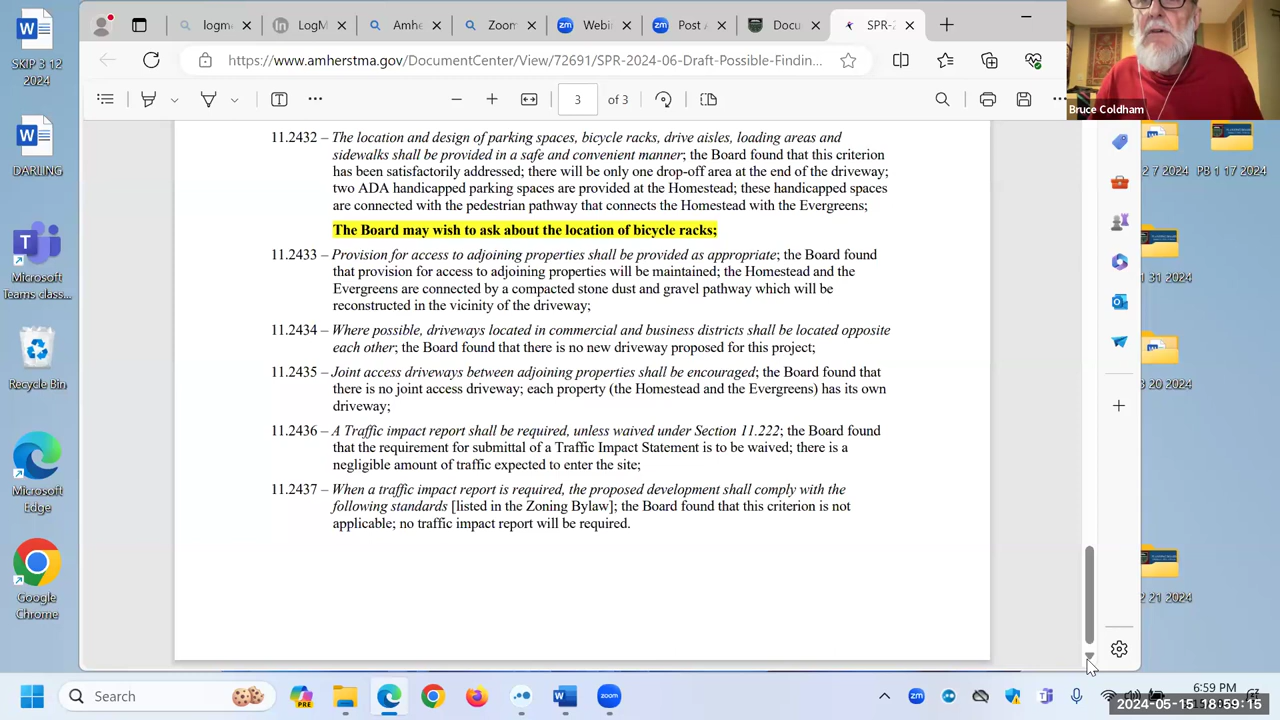 SKIP 3 12
2024
DARLING
Microsoft
Teams class...
Recycle Bin
Microsoft
Edge
Google
Chrome
logme
LogM
Amhe
Zoom
Webi
Post A
Docu
SPR-2
https://www.amherstma.gov/DocumentCenter/View/72691/SPR-2024-06-Draft-Possible-Findin...
3 of 3
Bruce Coldham
2 7 2024
PB 1 17 2024
1 31 2024
3 20 2024
2 21 2024
11.2432 – The location and design of parking spaces, bicycle racks, drive aisles, loading areas and
sidewalks shall be provided in a safe and convenient manner; the Board found that this criterion
has been satisfactorily addressed; there will be only one drop-off area at the end of the driveway;
two ADA handicapped parking spaces are provided at the Homestead; these handicapped spaces
are connected with the pedestrian pathway that connects the Homestead with the Evergreens;
The Board may wish to ask about the location of bicycle racks;
11.2433 – Provision for access to adjoining properties shall be provided as appropriate; the Board found
that provision for access to adjoining properties will be maintained; the Homestead and the
Evergreens are connected by a compacted stone dust and gravel pathway which will be
reconstructed in the vicinity of the driveway;
11.2434 – Where possible, driveways located in commercial and business districts shall be located opposite
each other; the Board found that there is no new driveway proposed for this project;
11.2435 – Joint access driveways between adjoining properties shall be encouraged; the Board found that
there is no joint access driveway; each property (the Homestead and the Evergreens) has its own
driveway;
11.2436 – A Traffic impact report shall be required, unless waived under Section 11.222; the Board found
that the requirement for submittal of a Traffic Impact Statement is to be waived; there is a
negligible amount of traffic expected to enter the site;
11.2437 – When a traffic impact report is required, the proposed development shall comply with the
following standards [listed in the Zoning Bylaw]; the Board found that this criterion is not
applicable; no traffic impact report will be required.
Search
PRE
zoom
zm
6:59 PM
2024-05-15 18:59:15